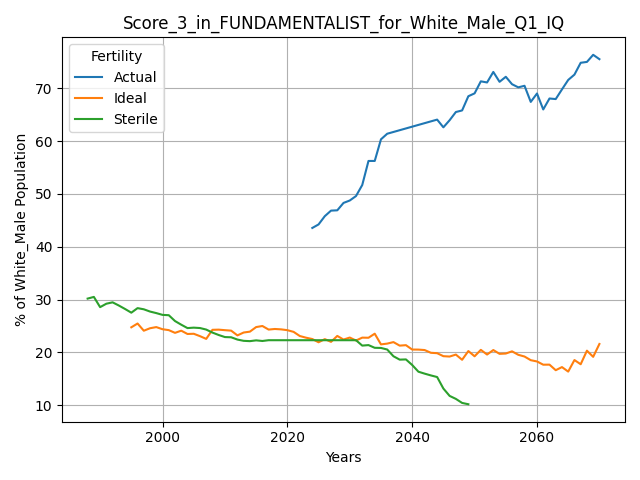 Score_3_in_FUNDAMENTALIST_for_White_Male_Q1_IQ
Fertility
Actual
Ideal
Sterile
% of White_Male Population
70
60
50
40
30
20
10
2000
2020
2040
2060
Years